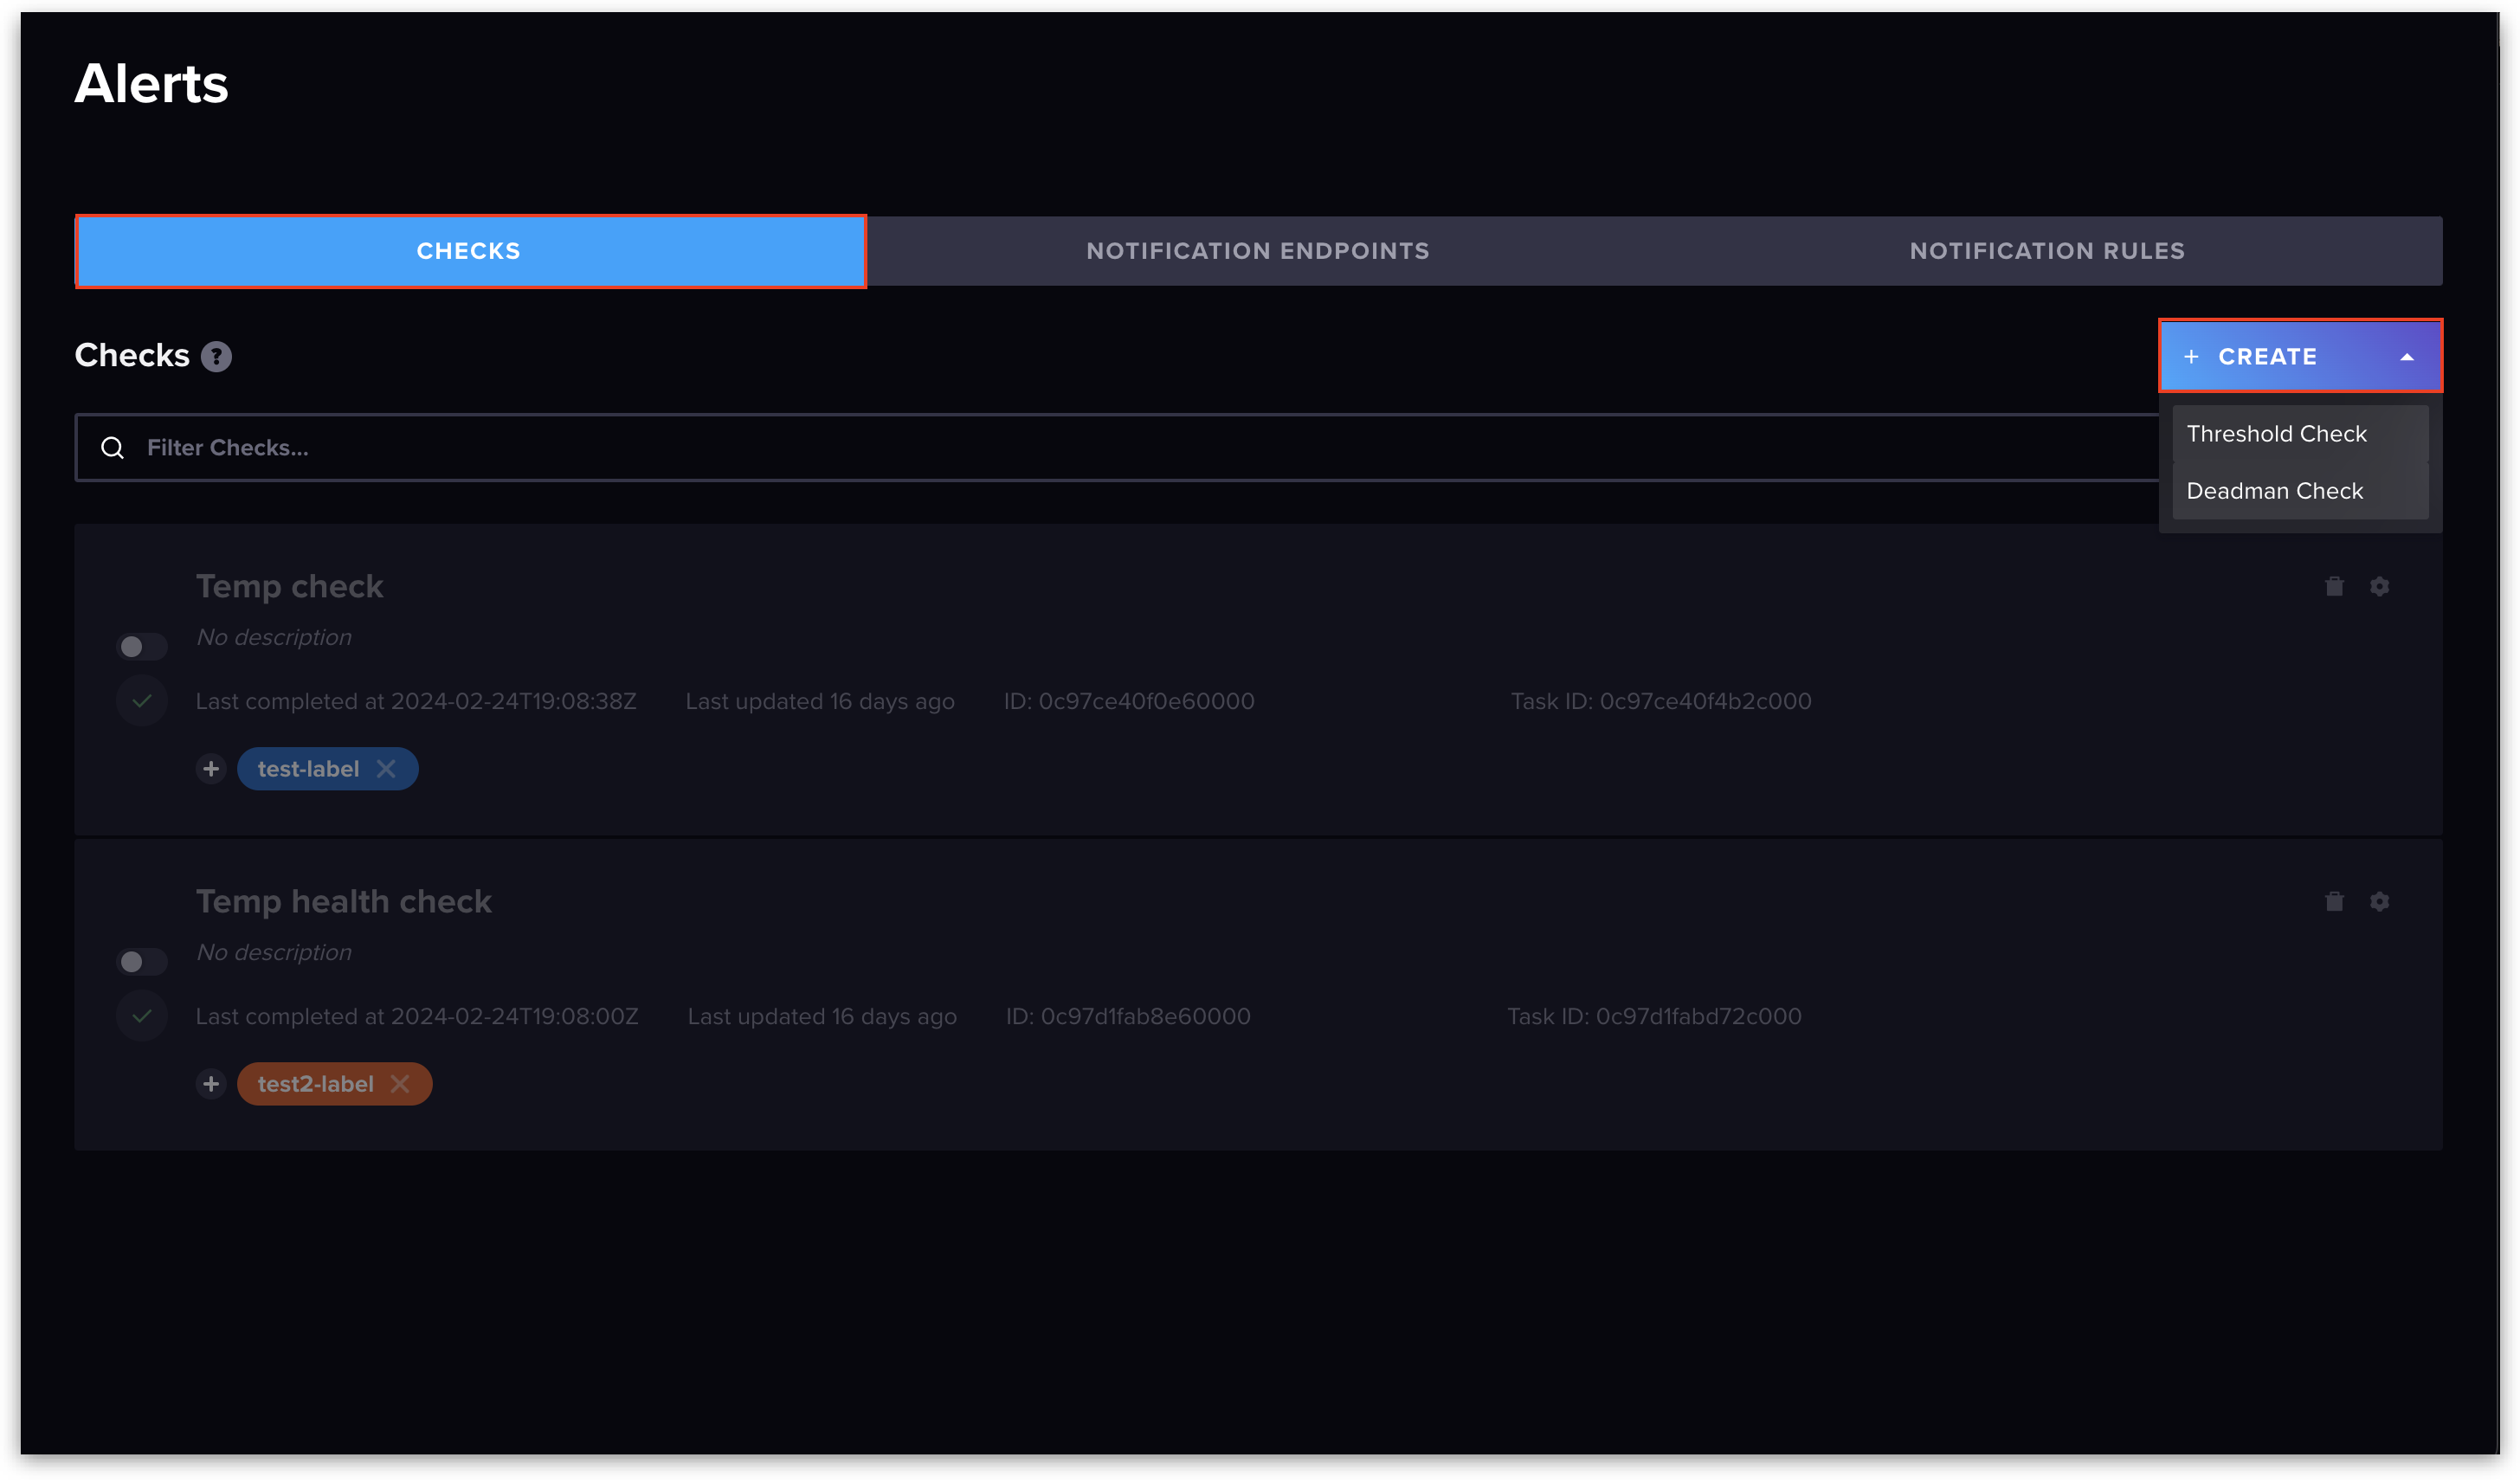 Alerts
CHECKS
NOTIFICATION ENDPOINTS
NOTIFICATION RULES
Checks ?
+ CREATE
Filter Checks...
Threshold Check
Deadman Check
Temp check
No description
Last completed at 2024-02-24T19:08:38Z Last updated 16 days ago ID: 0c97ce40f0e60000 Task ID: 0c97ce40f4b2c000
test-label
Temp health check
No description
Last completed at 2024-02-24T19:08:00Z Last updated 16 days ago ID: 0c97d1fab8e60000 Task ID: 0c97d1fabd72c000
test2-label